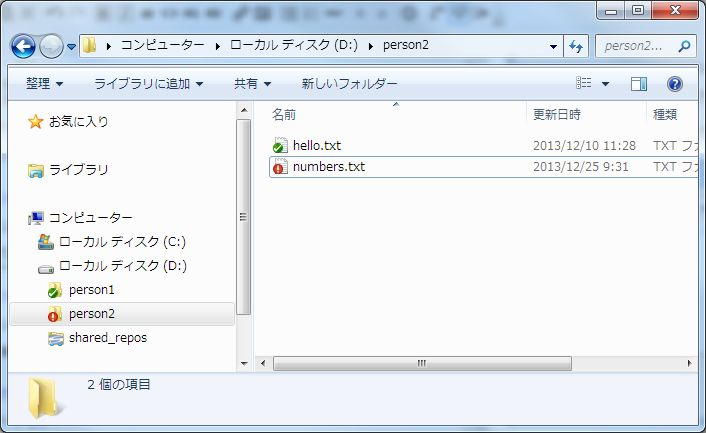 コンピューター ローカル ディスク (D:) person2
person2...
整理 ライブラリに追加 共有 新しいフォルダー
お気に入り
ライブラリ
コンピューター
ローカル ディスク (C:)
ローカル ディスク (D:)
person1
person2
shared_repos
名前 更新日時 種類
hello.txt 2013/12/10 11:28 TXT ファ
numbers.txt 2013/12/25 9:31 TXT ファ
2 個の項目